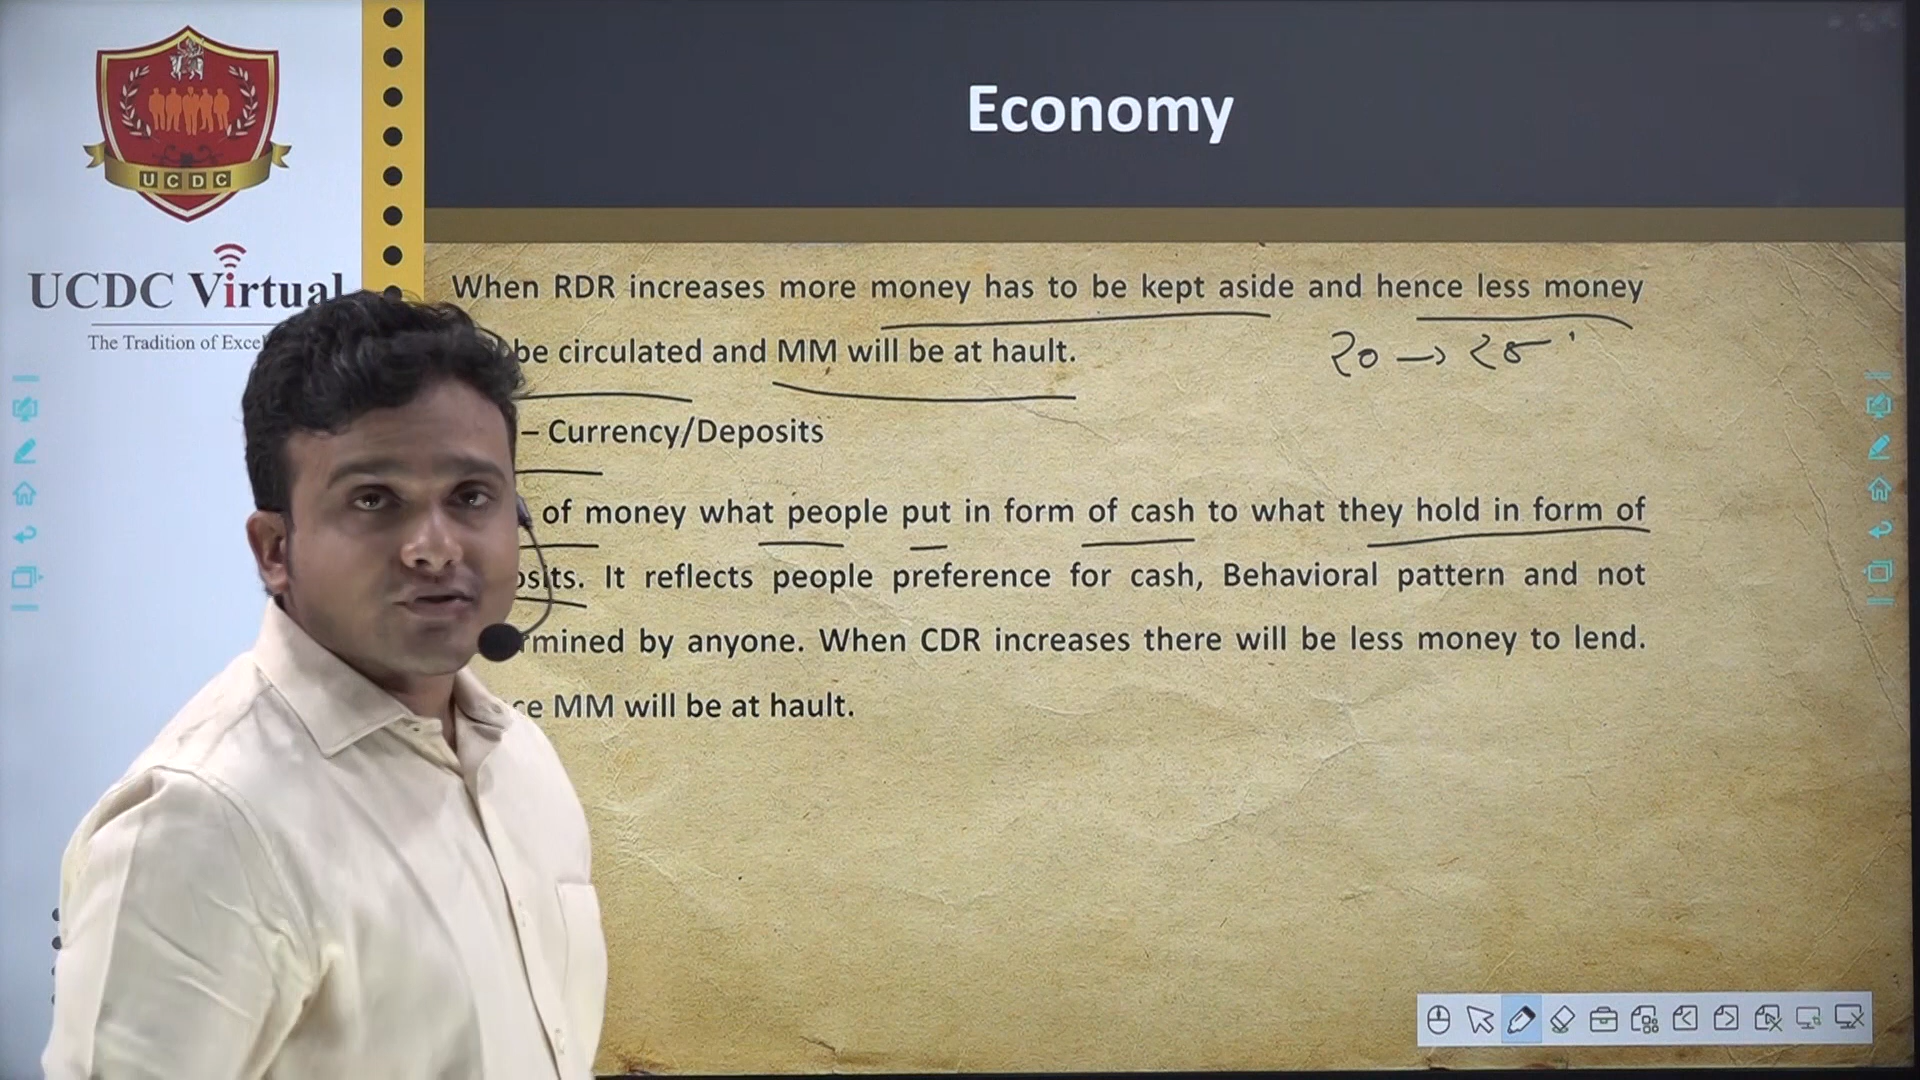 UCDC
UCDC Virtual
The Tradition of
Economy
When RDR increases more money has to be kept aside and hence less money
be circulated and MM will be at hault.
20 → 25
– Currency/Deposits
of money what people put in form of cash to what they hold in form of
It reflects people preference for cash, Behavioral pattern and not
by anyone. When CDR increases there will be less money to lend.
MM will be at hault.